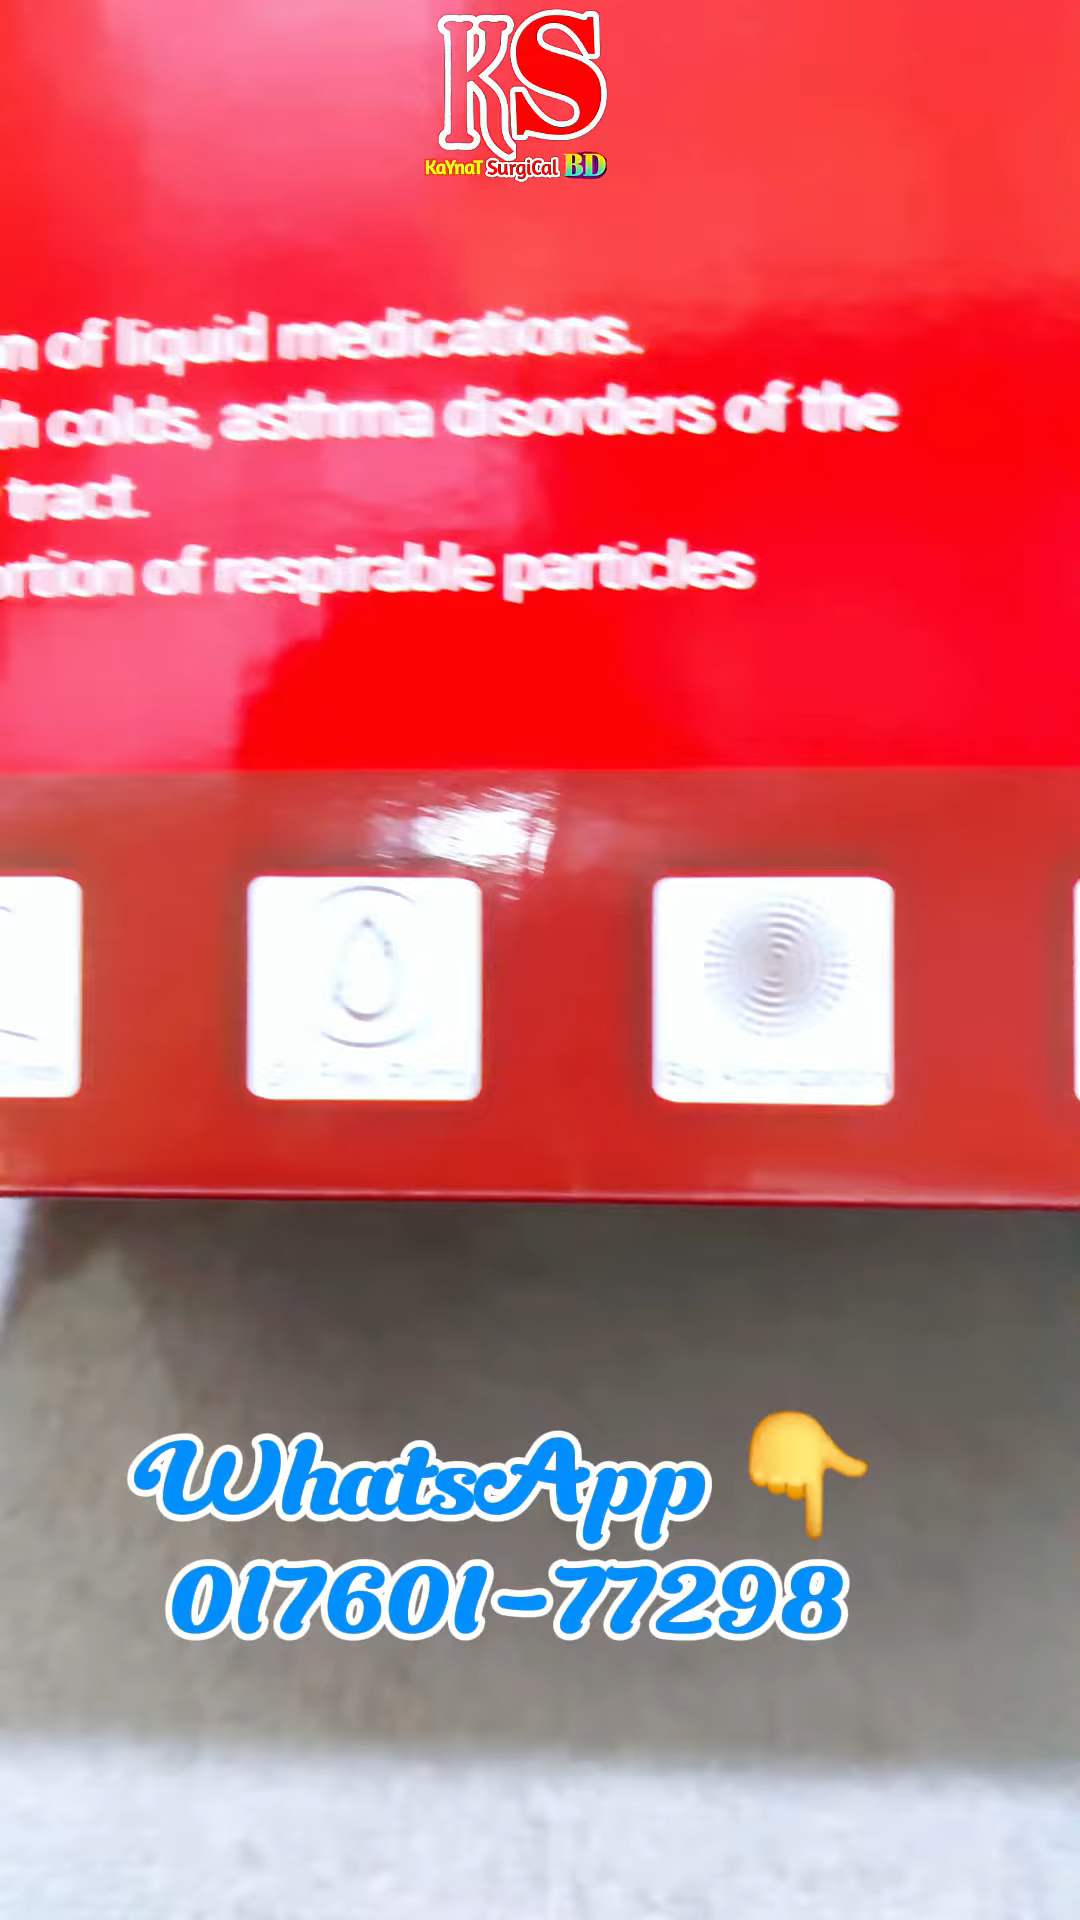 KS
KaYnaT SurgiCal BD
of liquid medications.
colds, asthma disorders of the
tract.
of respirable particles
WhatsApp 👇
017601-77298